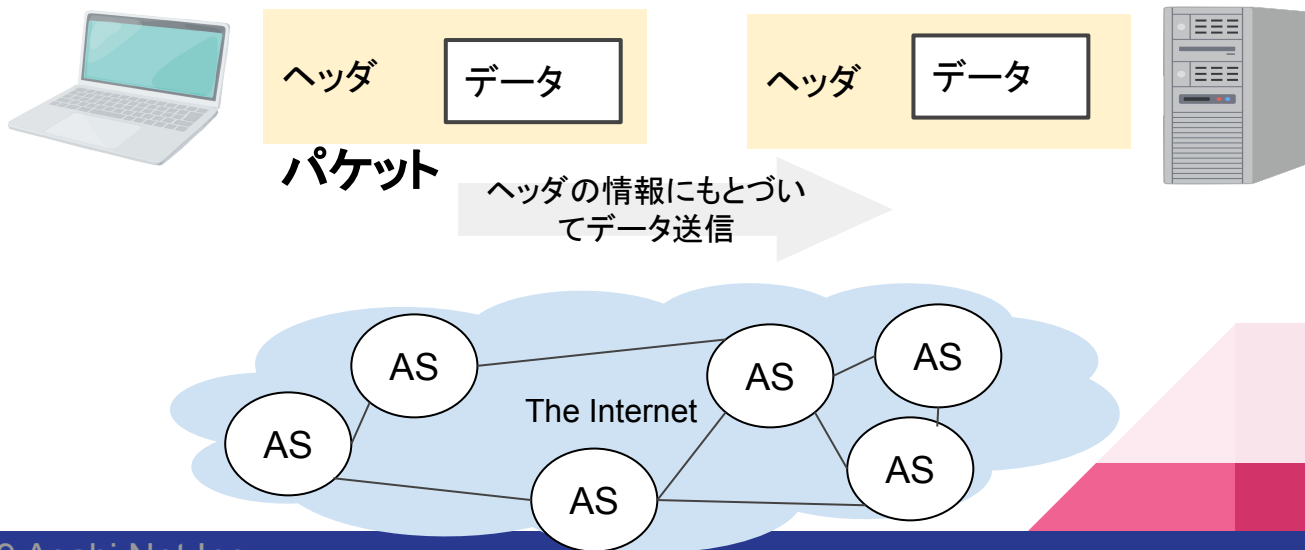 ヘッダ
データ
ヘッダ
データ
パケット
ヘッダの情報にもとづい
てデータ送信
AS
AS
AS
The Internet
AS
AS
AS